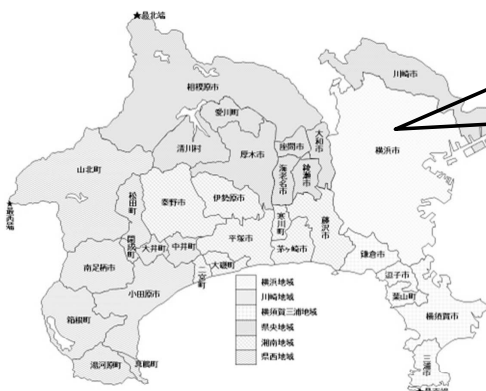 ★最北端
川崎市
相模原市
愛川町
大和市
横浜市
清川村
厚木市
座間市
山北町
海老名市
綾瀬市
★最西端
松田町
秦野市
伊勢原市
寒川町
藤沢市
開成町
大井町
中井町
平塚市
茅ヶ崎市
鎌倉市
南足柄市
二宮町
大磯町
逗子市
小田原市
葉山町
箱根町
横須賀市
湯河原町
真鶴町
三浦市
横浜地域
川崎地域
横須賀三浦地域
県央地域
湘南地域
県西地域